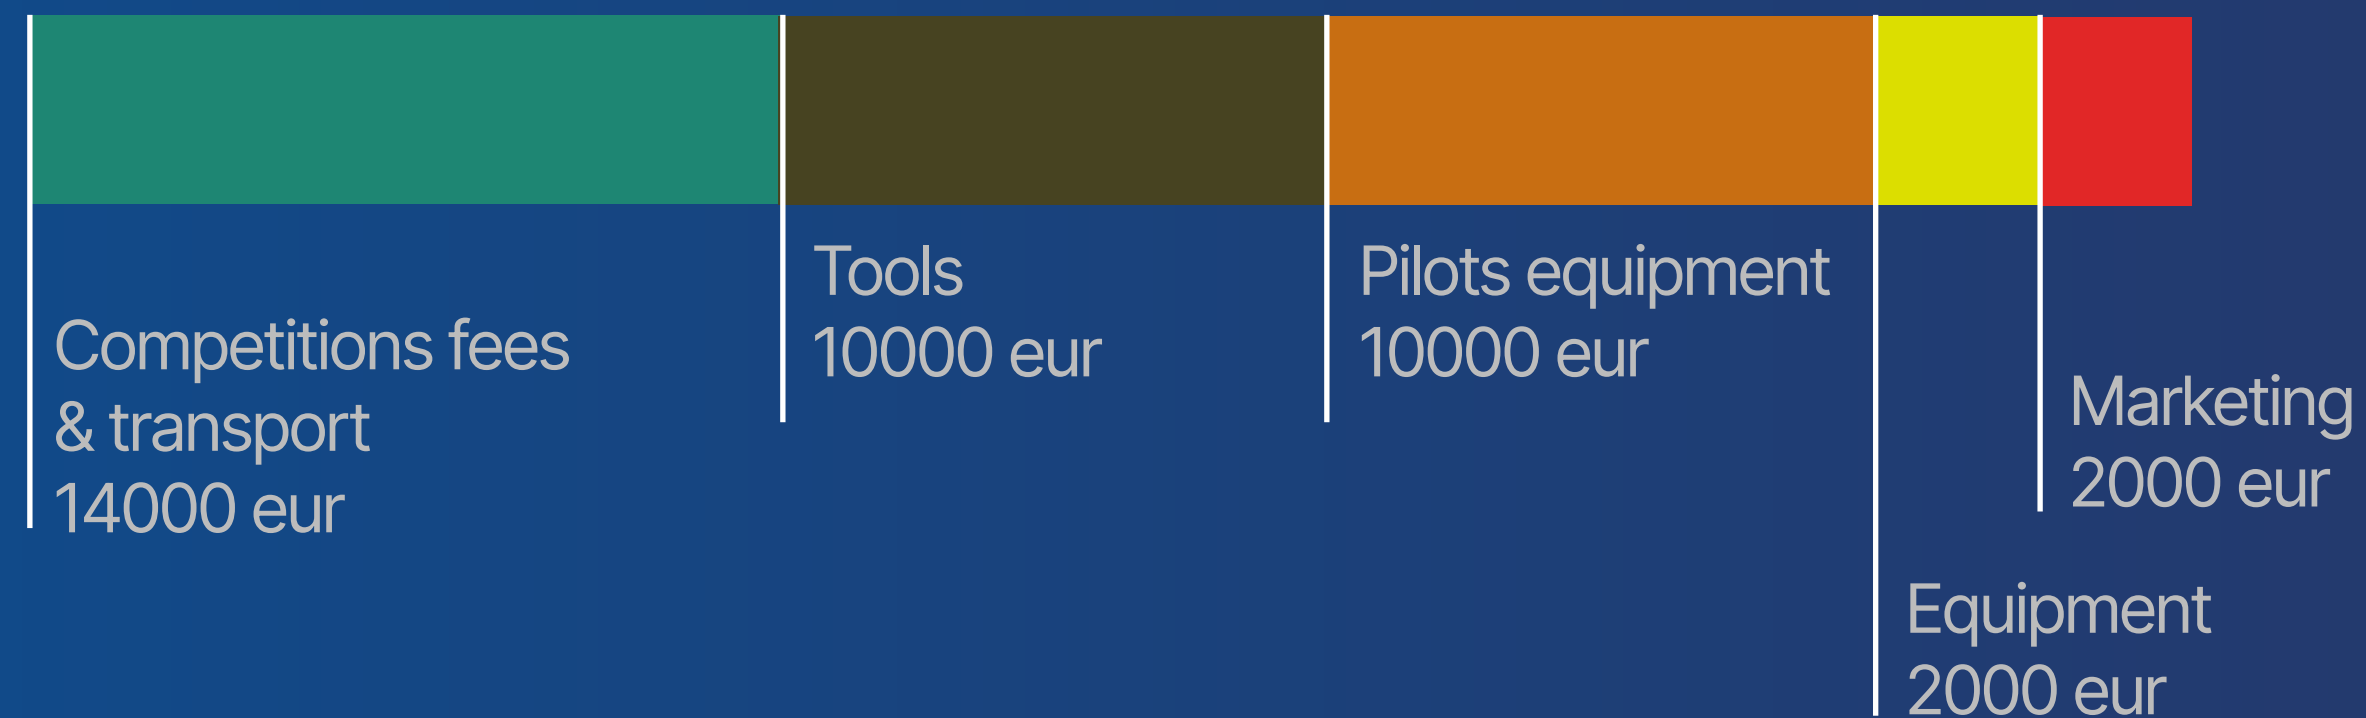 Competitions fees
& transport
14000 eur
Tools
10000 eur
Pilots equipment
10000 eur
Equipment
2000 eur
Marketing
2000 eur